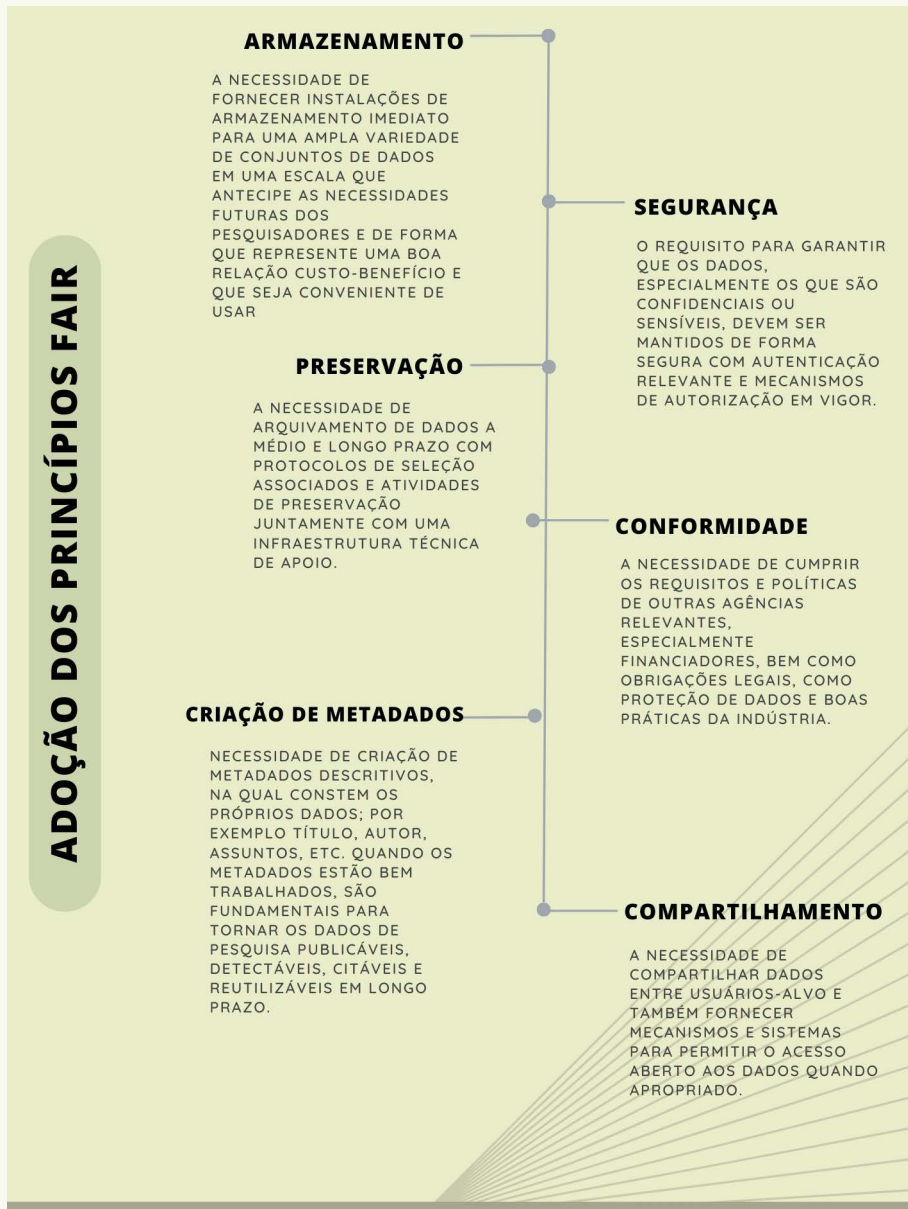 ADOÇÃO DOS PRINCÍPIOS FAIR
ARMAZENAMENTO
A NECESSIDADE DE
FORNECER INSTALAÇÕES DE
ARMAZENAMENTO IMEDIATO
PARA UMA AMPLA VARIEDADE
DE CONJUNTOS DE DADOS
EM UMA ESCALA QUE
ANTECIPE AS NECESSIDADES
FUTURAS DOS
PESQUISADORES E DE FORMA
QUE REPRESENTE UMA BOA
RELAÇÃO CUSTO-BENEFÍCIO E
QUE SEJA CONVENIENTE DE
USAR
SEGURANÇA
O REQUISITO PARA GARANTIR
QUE OS DADOS,
ESPECIALMENTE OS QUE SÃO
CONFIDENCIAIS OU
SENSÍVEIS, DEVEM SER
MANTIDOS DE FORMA
SEGURA COM AUTENTICAÇÃO
RELEVANTE E MECANISMOS
DE AUTORIZAÇÃO EM VIGOR.
PRESERVAÇÃO
A NECESSIDADE DE
ARQUIVAMENTO DE DADOS A
MÉDIO E LONGO PRAZO COM
PROTOCOLOS DE SELEÇÃO
ASSOCIADOS E ATIVIDADES
DE PRESERVAÇÃO
JUNTAMENTE COM UMA
INFRAESTRUTURA TÉCNICA
DE APOIO.
CONFORMIDADE
A NECESSIDADE DE CUMPRIR
OS REQUISITOS E POLÍTICAS
DE OUTRAS AGÊNCIAS
RELEVANTES,
ESPECIALMENTE
FINANCIADORES, BEM COMO
OBRIGAÇÕES LEGAIS, COMO
PROTEÇÃO DE DADOS E BOAS
PRÁTICAS DA INDÚSTRIA.
CRIAÇÃO DE METADADOS
NECESSIDADE DE CRIAÇÃO DE
METADADOS DESCRITIVOS,
NA QUAL CONSTEM OS
PRÓPRIOS DADOS; POR
EXEMPLO TÍTULO, AUTOR,
ASSUNTOS, ETC. QUANDO OS
METADADOS ESTÃO BEM
TRABALHADOS, SÃO
FUNDAMENTAIS PARA
TORNAR OS DADOS DE
PESQUISA PUBLICÁVEIS,
DETECTÁVEIS, CITÁVEIS E
REUTILIZÁVEIS EM LONGO
PRAZO.
COMPARTILHAMENTO
A NECESSIDADE DE
COMPARTILHAR DADOS
ENTRE USUÁRIOS-ALVO E
TAMBÉM FORNECER
MECANISMOS E SISTEMAS
PARA PERMITIR O ACESSO
ABERTO AOS DADOS QUANDO
APROPRIADO.